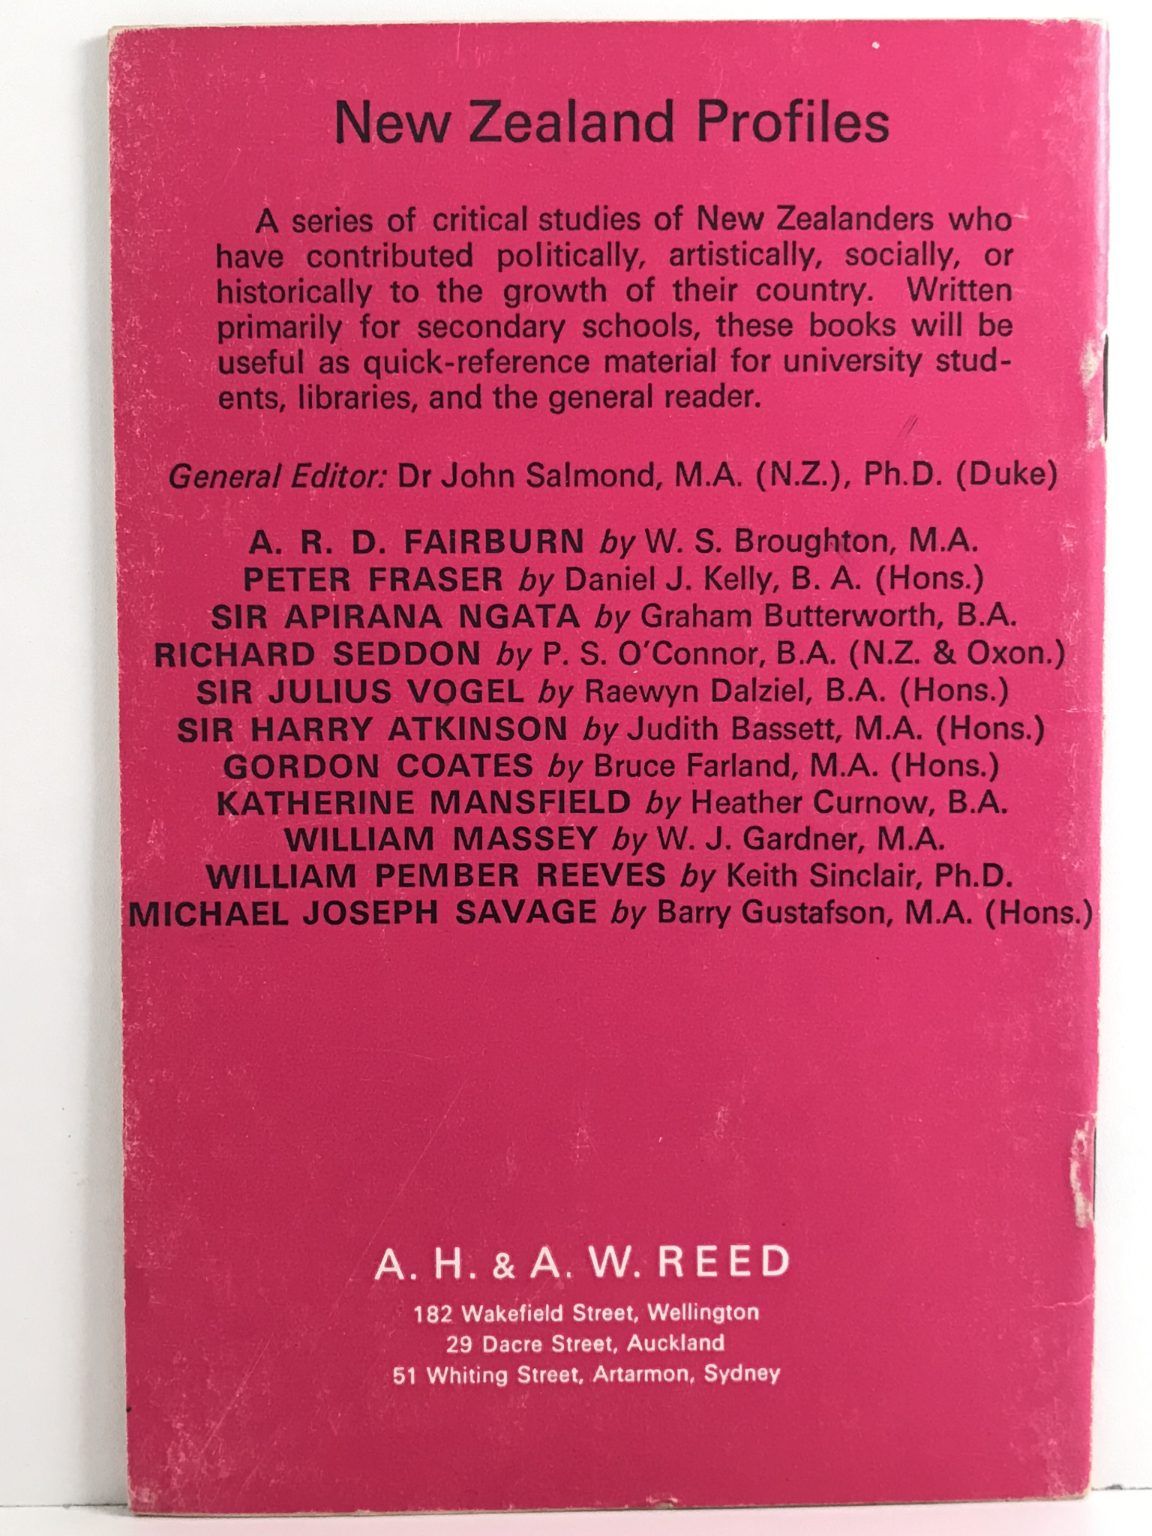 New Zealand Profiles
A series of critical studies of New Zealanders who
have contributed politically, artistically, socially, or
historically to the growth of their country. Written
primarily for secondary schools, these books will be
useful as quick-reference material for university stud-
ents, libraries, and the general reader.
General Editor: Dr John Salmond, M.A. (N.Z.), Ph.D. (Duke)
A. R. D. FAIRBURN by W. S. Broughton, M.A.
PETER FRASER by Daniel J. Kelly, B. A. (Hons.)
SIR APIRANA NGATA by Graham Butterworth, B.A.
RICHARD SEDDON by P. S. O'Connor, B.A. (N.Z. & Oxon.)
SIR JULIUS VOGEL by Raewyn Dalziel, B.A. (Hons.)
SIR HARRY ATKINSON by Judith Bassett, M.A. (Hons.)
GORDON COATES by Bruce Farland, M.A. (Hons.)
KATHERINE MANSFIELD by Heather Curnow, B.A.
WILLIAM MASSEY by W. J. Gardner, M.A.
WILLIAM PEMBER REEVES by Keith Sinclair, Ph.D.
MICHAEL JOSEPH SAVAGE by Barry Gustafson, M.A. (Hons.)
A. H. & A. W. REED
182 Wakefield Street, Wellington
29 Dacre Street, Auckland
51 Whiting Street, Artarmon, Sydney